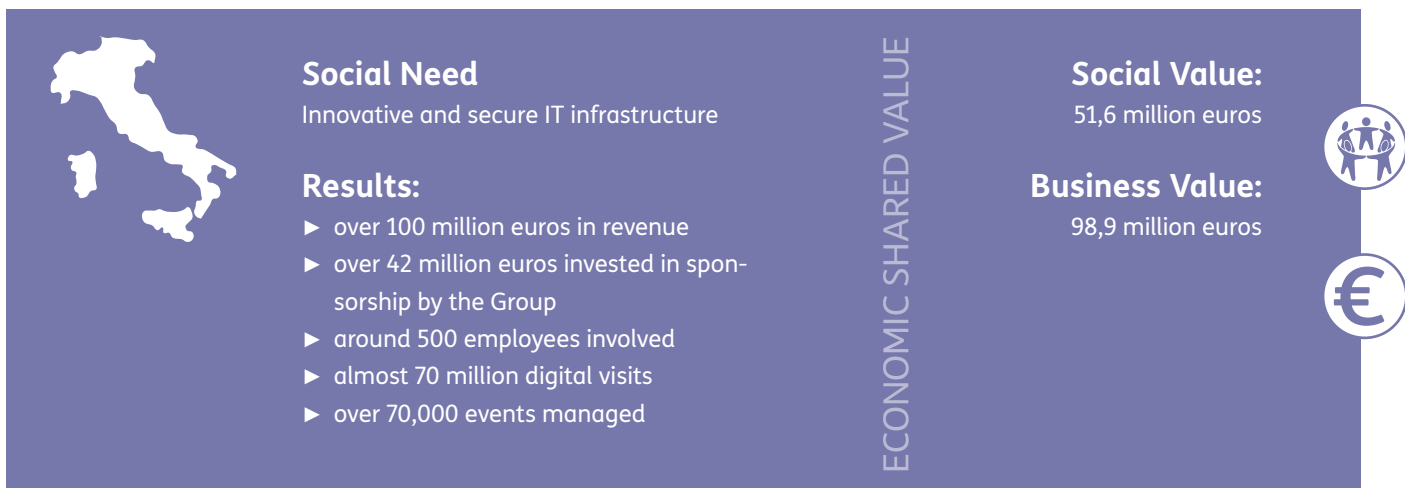 Social Need
Innovative and secure IT infrastructure
Results:
► over 100 million euros in revenue
► over 42 million euros invested in spon-
sorship by the Group
► around 500 employees involved
► almost 70 million digital visits
► over 70,000 events managed
ECONOMIC SHARED VALUE
Social Value:
51,6 million euros
Business Value:
98,9 million euros
€